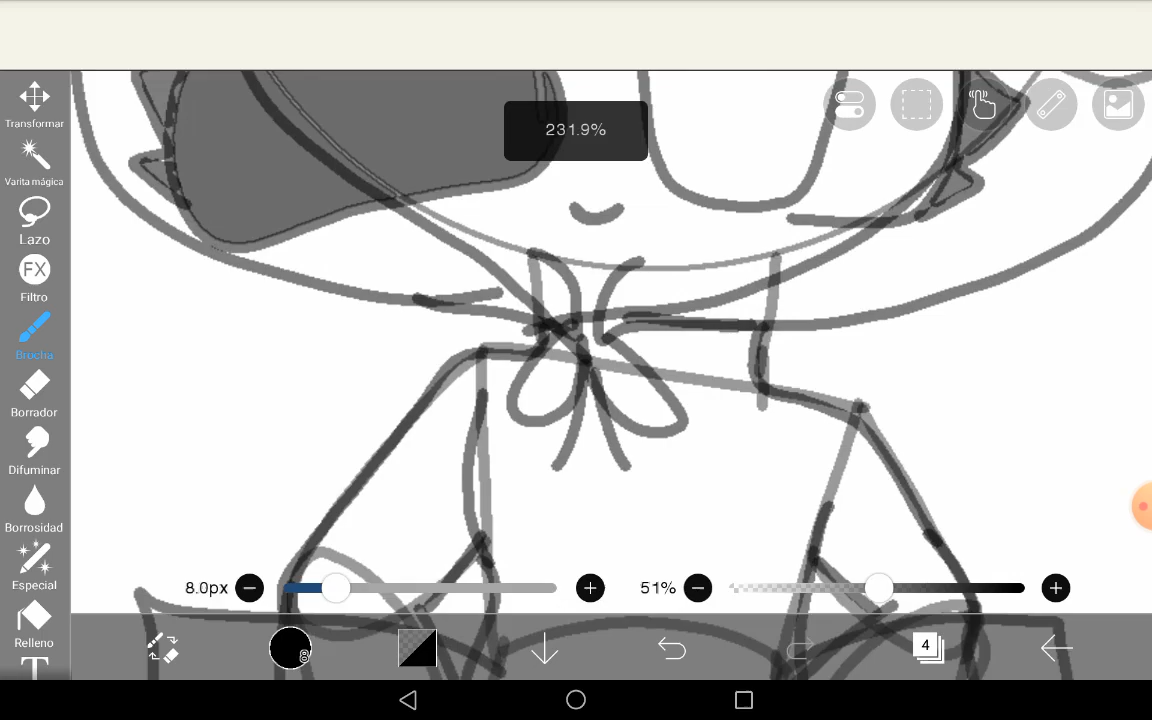 231.9%
Transformar
Varita mágica
Lazo
FX
Filtro
Brocha
Borrador
Difuminar
Borrosidad
Especial
Relleno
T
8.0px
51%
8
4